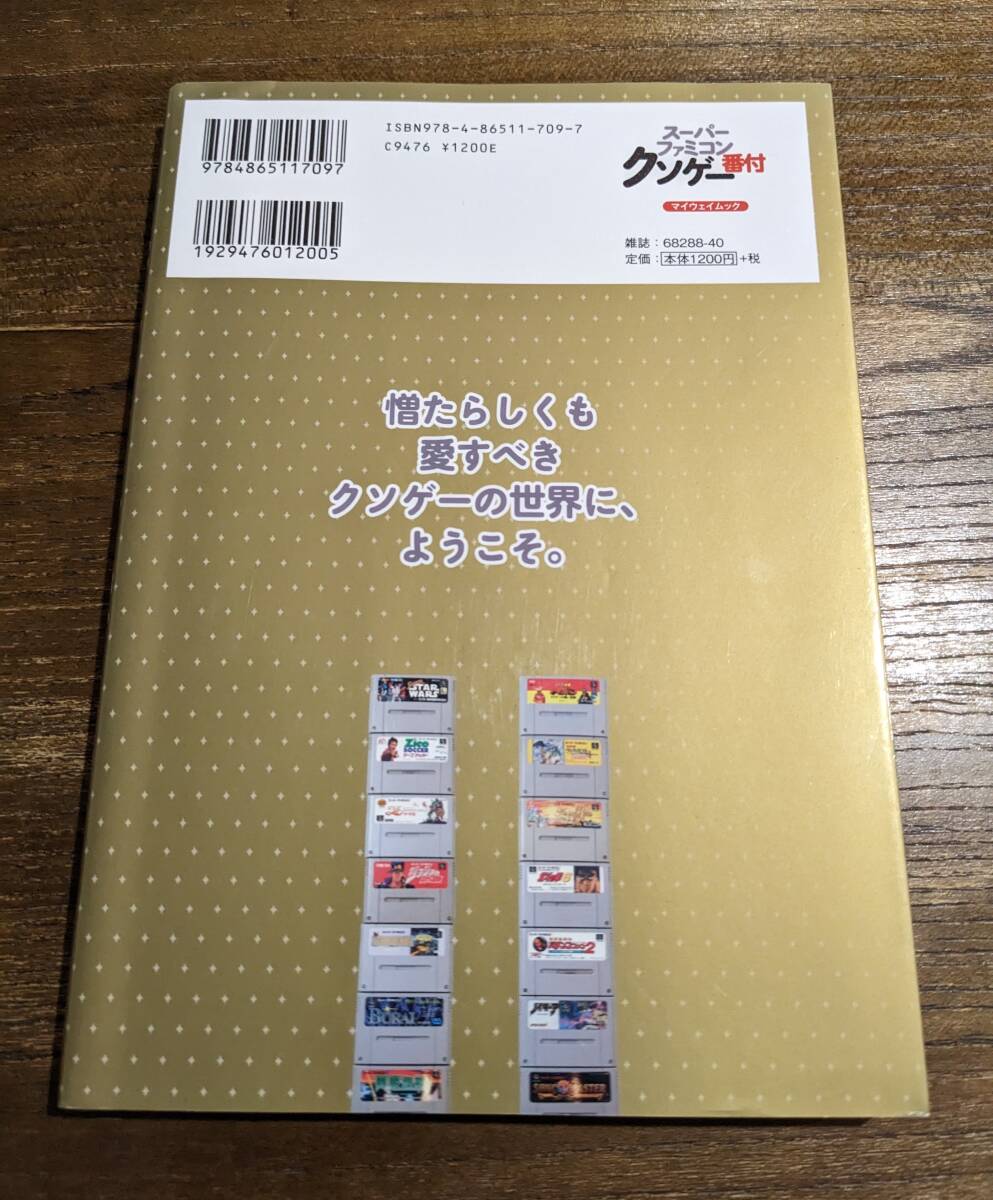 ISBN978-4-86511-709-7
C9476 ¥1200E
9784865117097
1929476012005
スーパー
ファミコン
クソゲー番付
マイウェイムック
雑誌：68288-40
定価：本体1200円+税
憎たらしくも
愛すべき
クソゲーの世界に、
ようこそ。
STAR
WARS
Zico
SOCCER